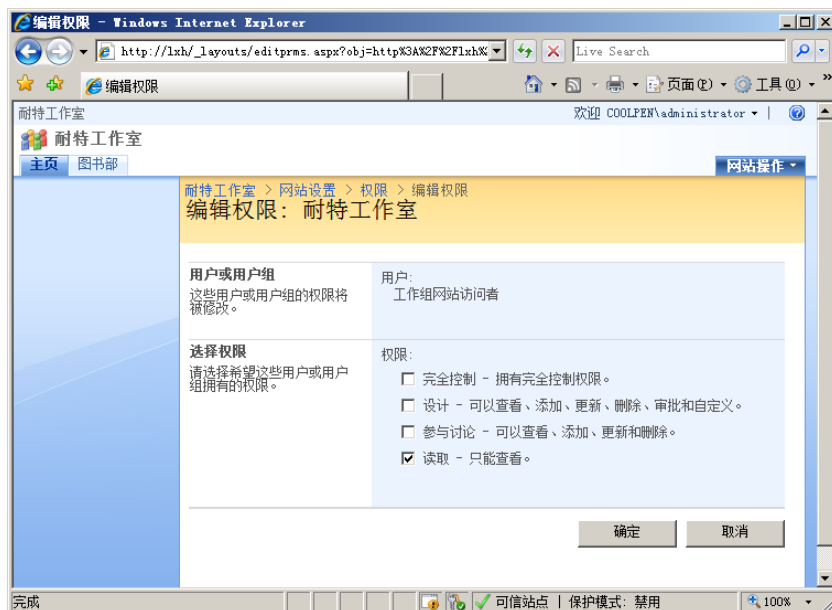 编辑权限 - Windows Internet Explorer
http://lxh/_layouts/editprms.aspx?obj=http%3A%2F%2Flxh%
Live Search
编辑权限
页面(P)
工具(O)
»
耐特工作室
欢迎 COOLPEN\administrator
耐特工作室
主页
图书部
网站操作
耐特工作室 > 网站设置 > 权限 > 编辑权限
编辑权限: 耐特工作室
用户或用户组
这些用户或用户组的权限将
被修改。
用户:
工作组网站访问者
选择权限
请选择希望这些用户或用户
组拥有的权限。
权限:
完全控制 - 拥有完全控制权限。
设计 - 可以查看、添加、更新、删除、审批和自定义。
参与讨论 - 可以查看、添加、更新和删除。
读取 - 只能查看。
确定
取消
完成
可信站点 | 保护模式: 禁用
100%